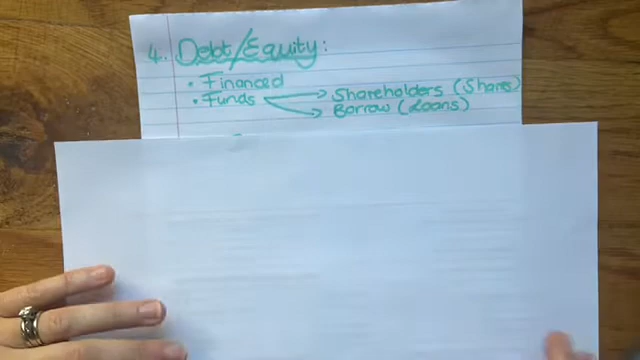 4. Debt/Equity:
• Financed
• Funds → Shareholders (Shares)
→ Borrow (Loans)